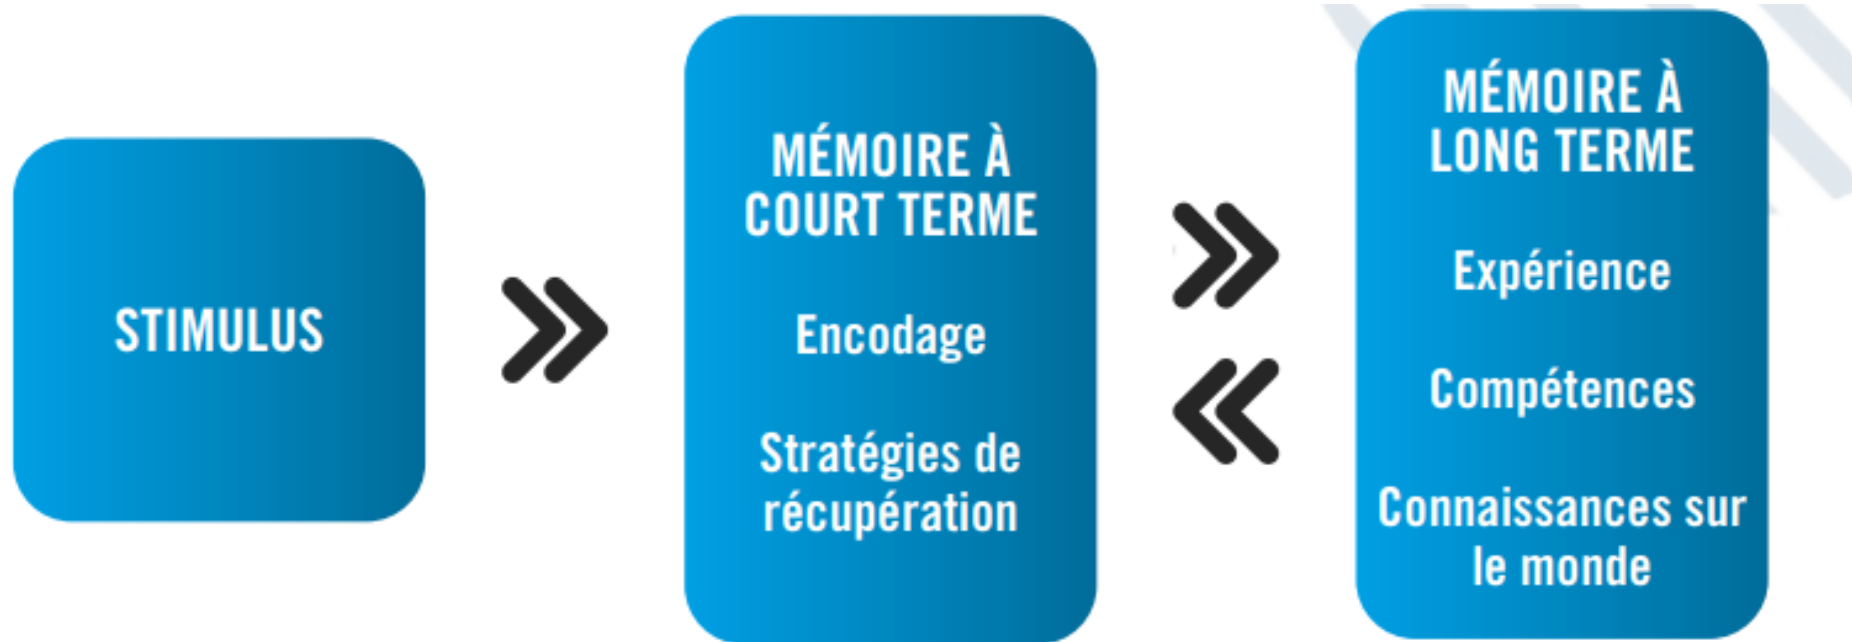 STIMULUS
MÉMOIRE À
COURT TERME
Encodage
Stratégies de
récupération
MÉMOIRE À
LONG TERME
Expérience
Compétences
Connaissances sur
le monde